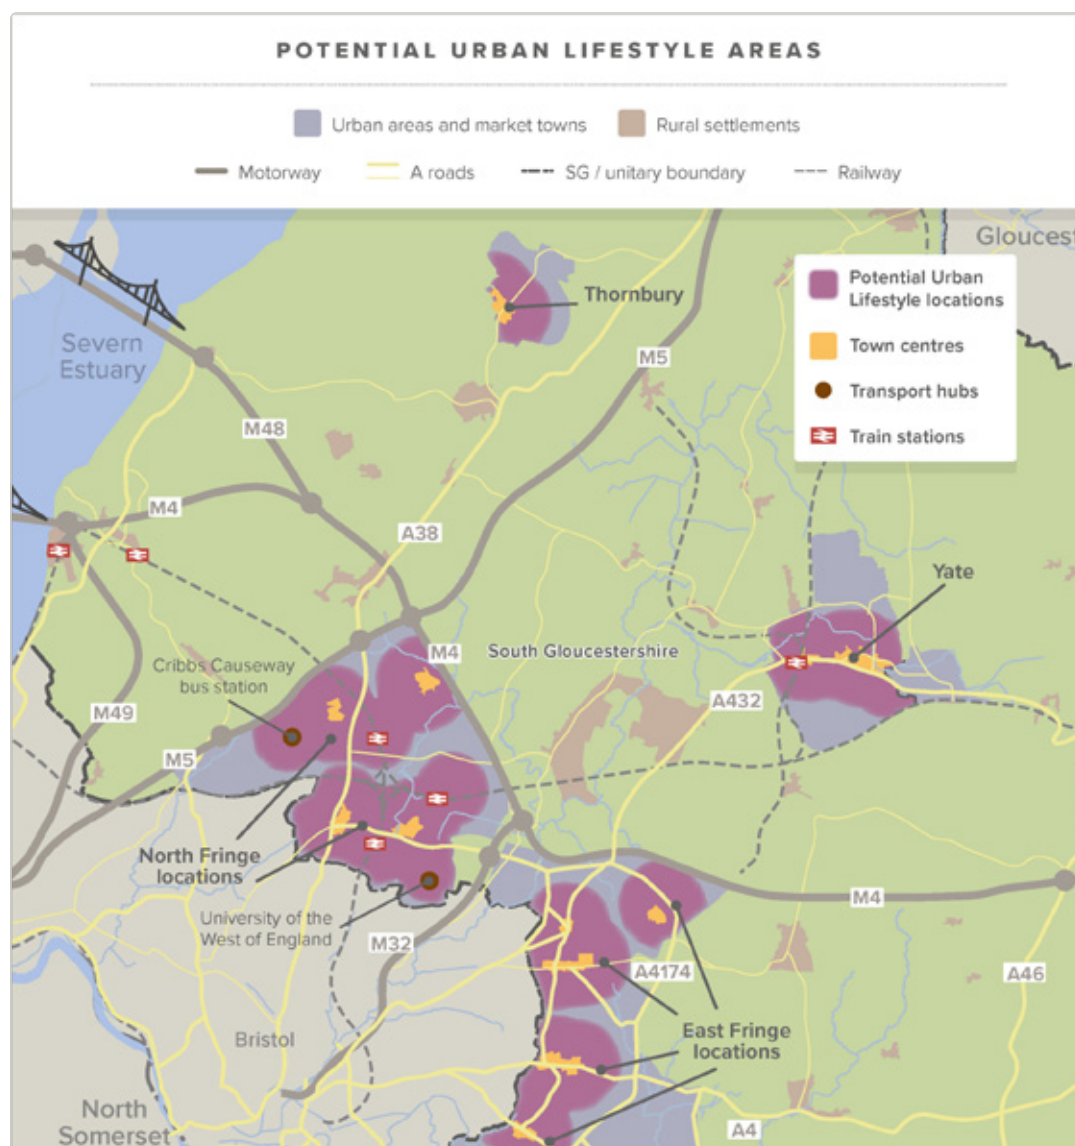 POTENTIAL URBAN LIFESTYLE AREAS
Urban areas and market towns
Rural settlements
Motorway
A roads
SG / unitary boundary
Railway
Gloucest
Potential Urban
Lifestyle locations
Town centres
Transport hubs
Train stations
Thornbury
Severn
Estuary
M5
M48
M4
A38
Yate
South Gloucestershire
M4
Cribbs Causeway
bus station
A432
M49
M5
North Fringe
locations
M4
University of the
West of England
M32
A4174
A46
East Fringe
locations
Bristol
North
Somerset
A4